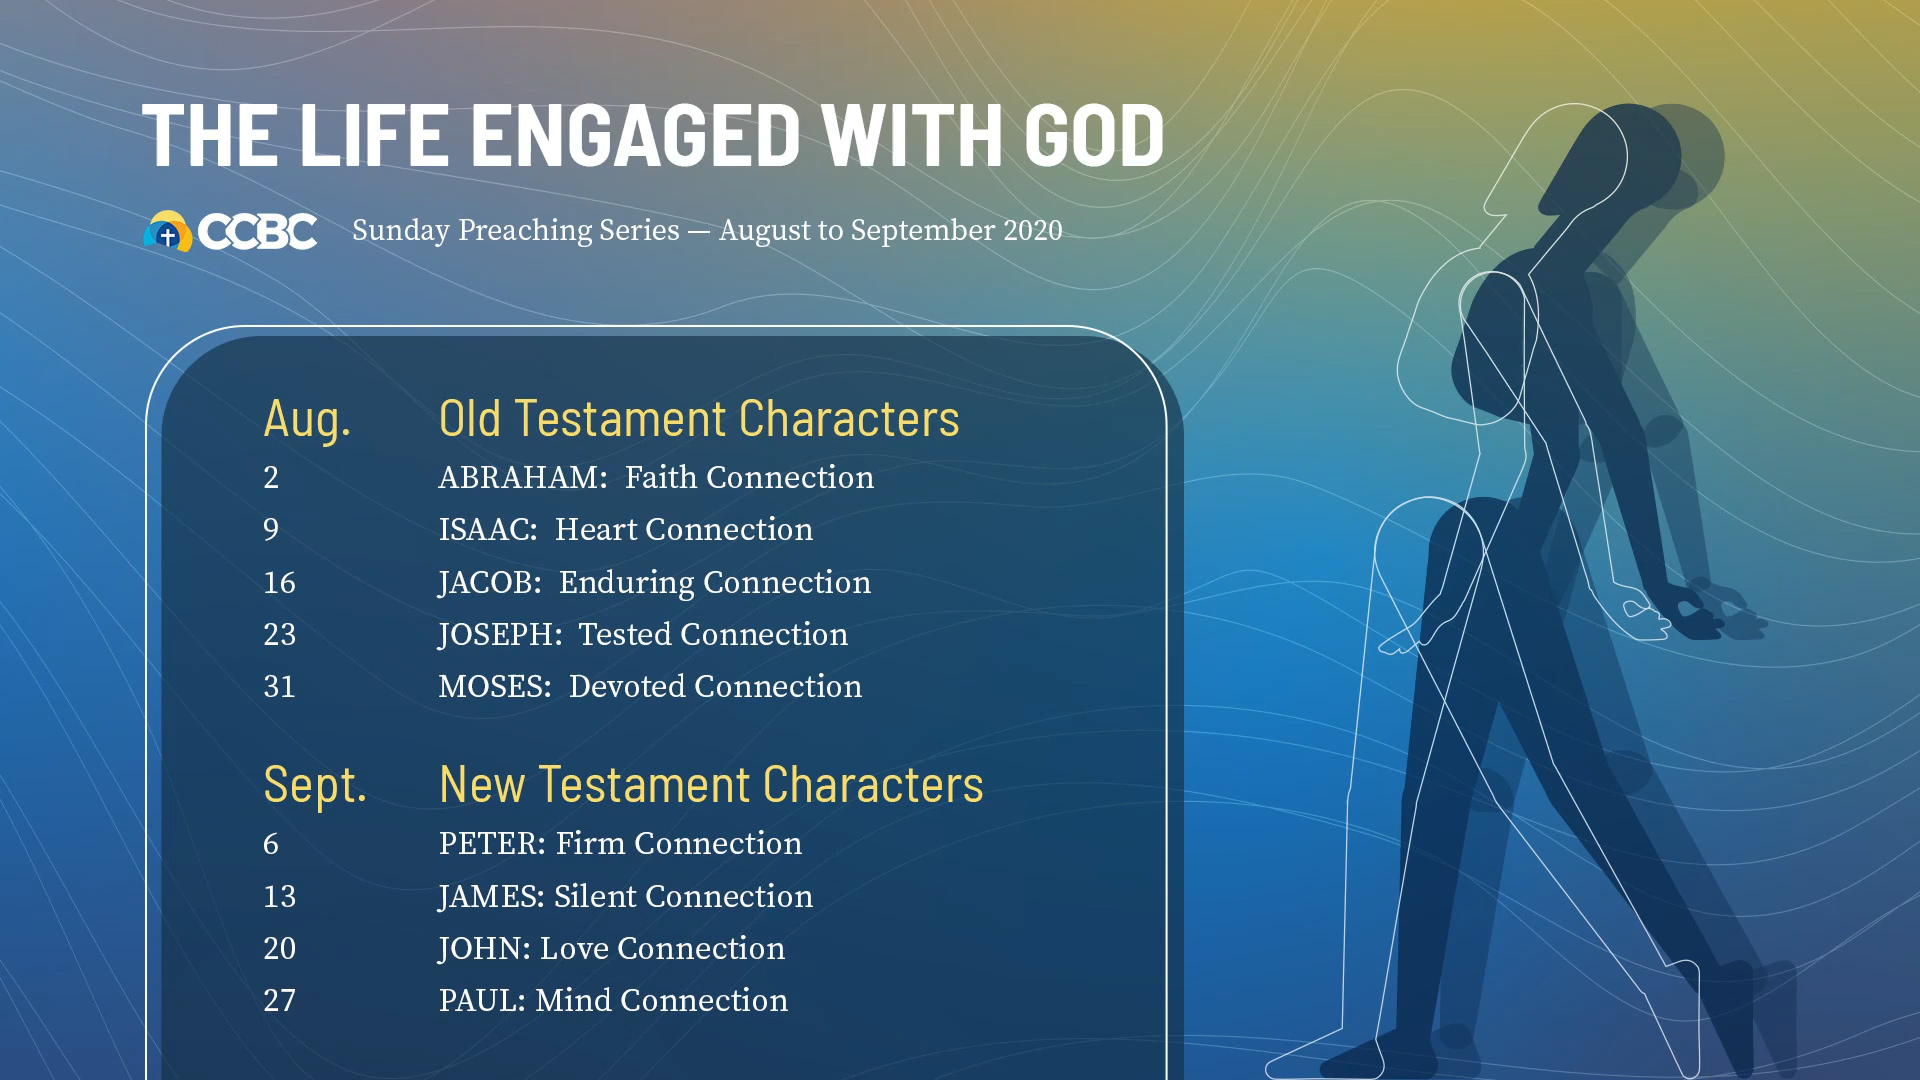 THE LIFE ENGAGED WITH GOD
CCBC Sunday Preaching Series — August to September 2020
Aug. Old Testament Characters
2 ABRAHAM: Faith Connection
9 ISAAC: Heart Connection
16 JACOB: Enduring Connection
23 JOSEPH: Tested Connection
31 MOSES: Devoted Connection
Sept. New Testament Characters
6 PETER: Firm Connection
13 JAMES: Silent Connection
20 JOHN: Love Connection
27 PAUL: Mind Connection